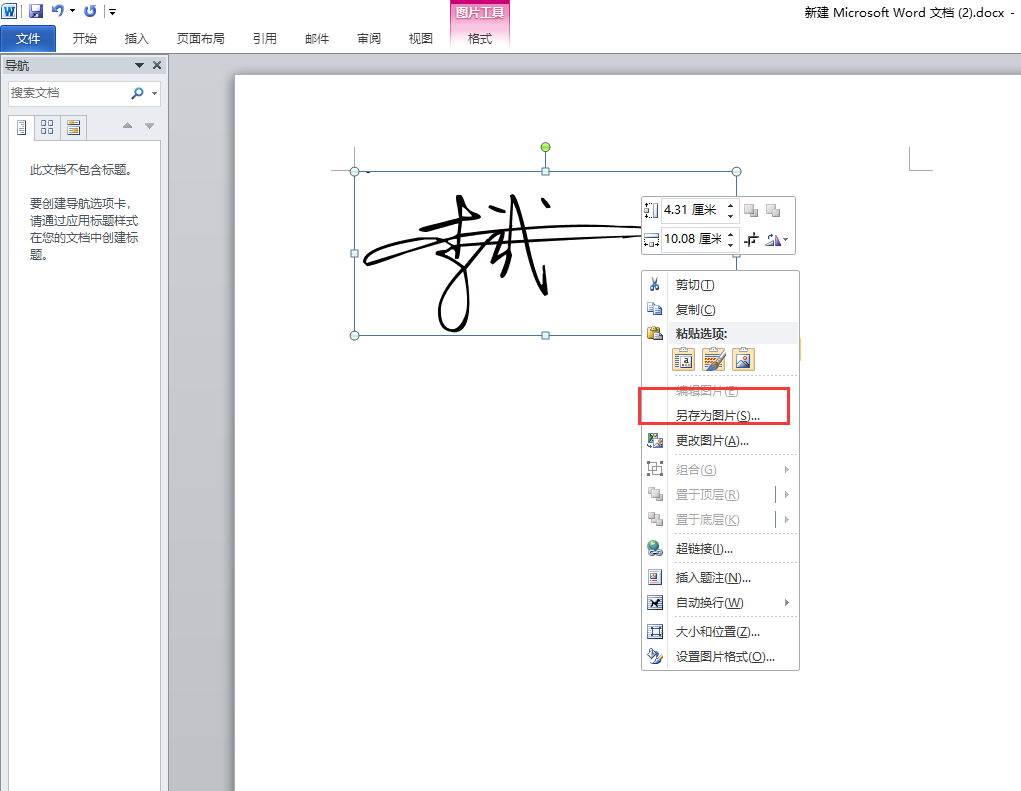 图片工具
新建 Microsoft Word 文档 (2).docx -
文件 开始 插入 页面布局 引用 邮件 审阅 视图 格式
导航
搜索文档
此文档不包含标题。
要创建导航选项卡，
请通过应用标题样式
在您的文档中创建标
题。
4.31 厘米
10.08 厘米
剪切(T)
复制(C)
粘贴选项:
编辑图片(E)
另存为图片(S)...
更改图片(A)...
组合(G)
置于顶层(R)
置于底层(K)
超链接(I)...
插入题注(N)...
自动换行(W)
大小和位置(Z)...
设置图片格式(O)...